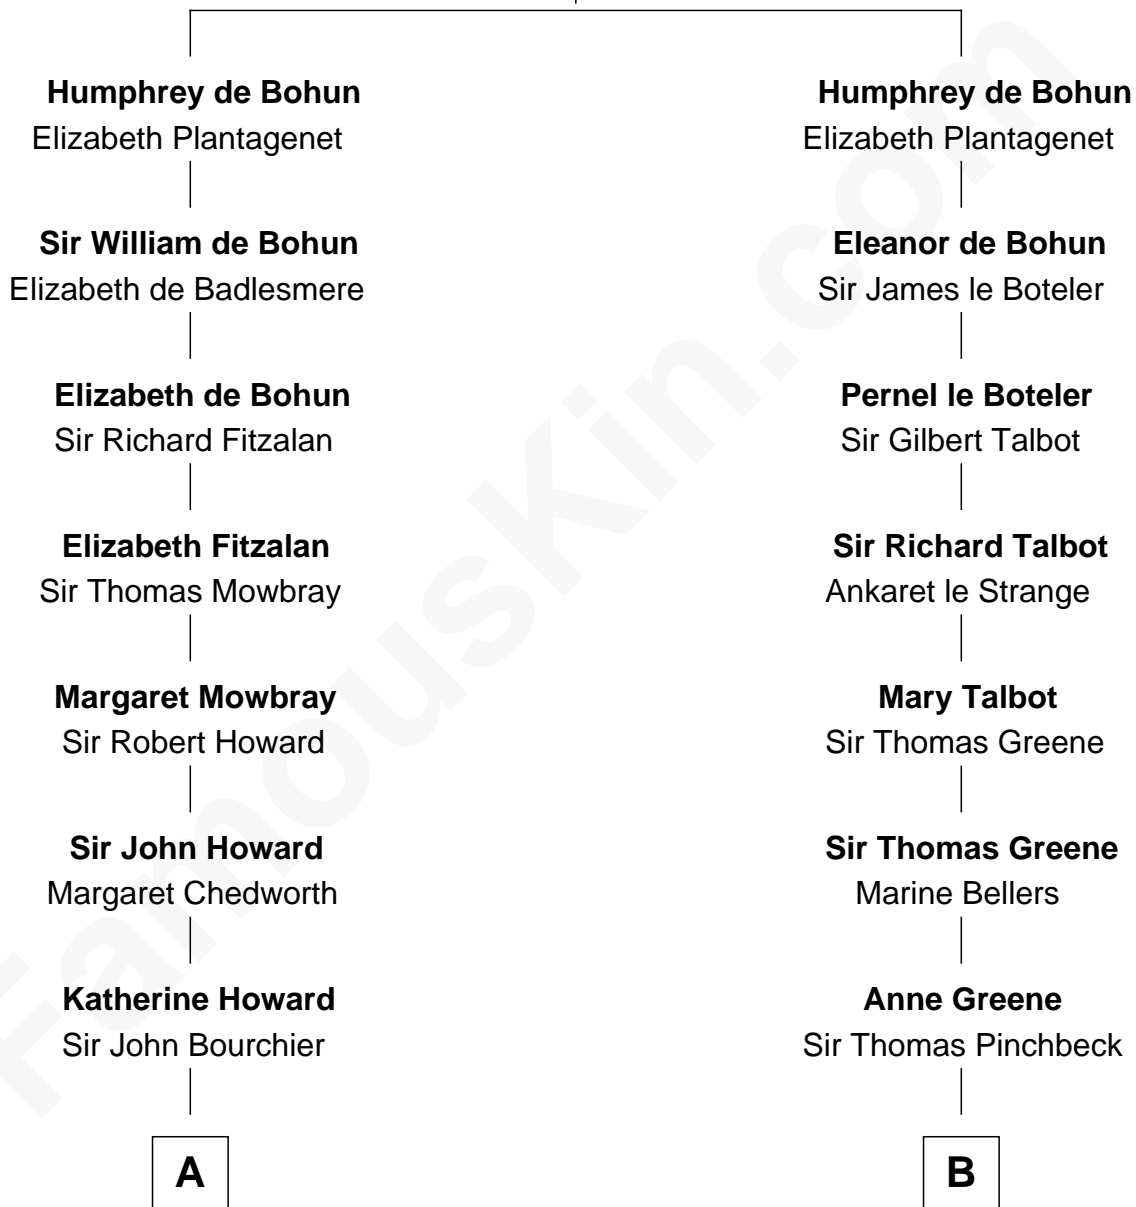 Humphrey de Bohun
Elizabeth Plantagenet
Sir William de Bohun
Elizabeth de Badlesmere
Elizabeth de Bohun
Sir Richard Fitzalan
Elizabeth Fitzalan
Sir Thomas Mowbray
Margaret Mowbray
Sir Robert Howard
Sir John Howard
Margaret Chedworth
Katherine Howard
Sir John Bourchier
A
Humphrey de Bohun
Elizabeth Plantagenet
Eleanor de Bohun
Sir James le Boteler
Pernel le Boteler
Sir Gilbert Talbot
Sir Richard Talbot
Ankaret le Strange
Mary Talbot
Sir Thomas Greene
Sir Thomas Greene
Marine Bellers
Anne Greene
Sir Thomas Pinchbeck
B
FamousKin.com